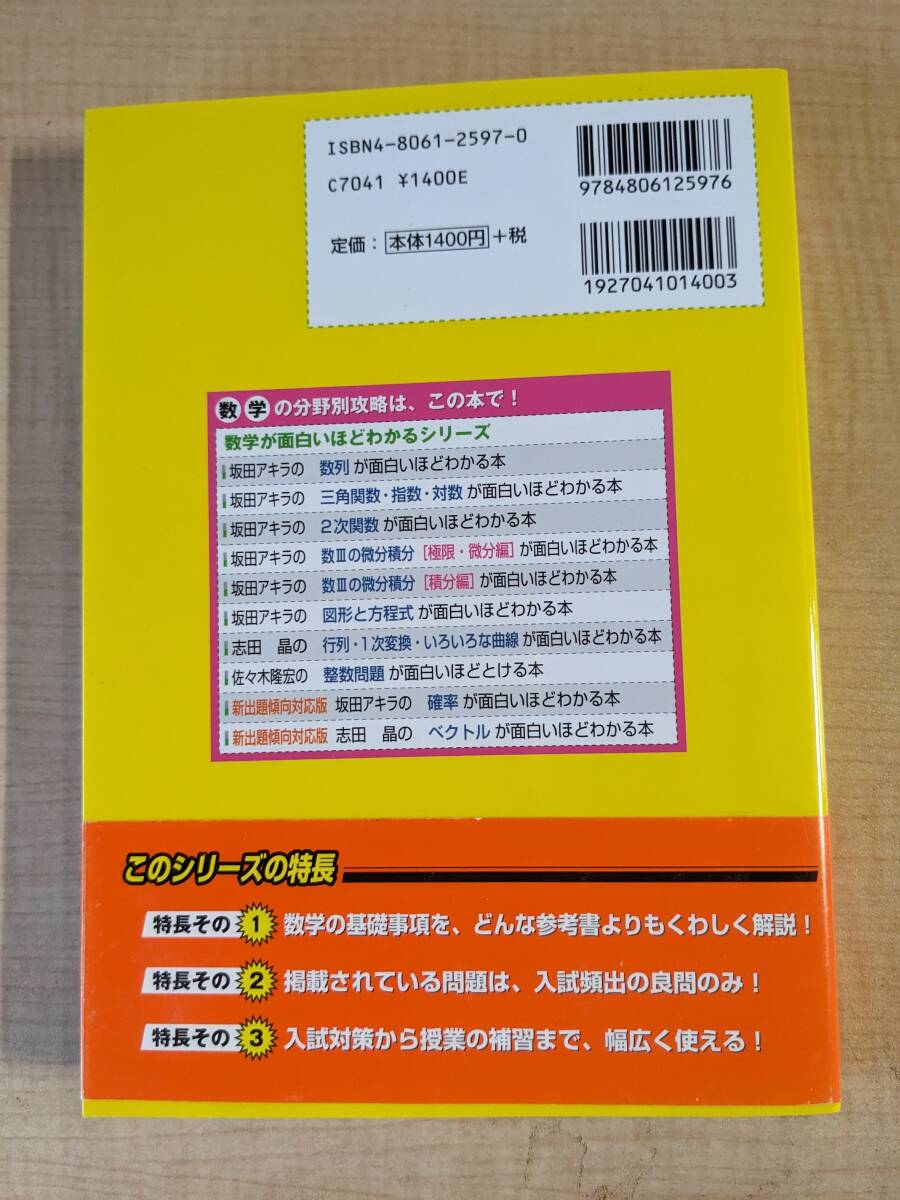 ISBN4-8061-2597-0
C7041 ¥1400E
定価：本体1400円+税
9784806125976
1927041014003
数学の分野別攻略は、この本で！
数学が面白いほどわかるシリーズ
坂田アキラの 数列が面白いほどわかる本
坂田アキラの 三角関数・指数・対数が面白いほどわかる本
坂田アキラの 2次関数が面白いほどわかる本
坂田アキラの 数Ⅲの微分積分［極限・微分編］が面白いほどわかる本
坂田アキラの 数Ⅲの微分積分［積分編］が面白いほどわかる本
坂田アキラの 図形と方程式が面白いほどわかる本
志田 晶の 行列・1次変換・いろいろな曲線が面白いほどわかる本
佐々木隆宏の 整数問題が面白いほどとける本
新出題傾向対応版 坂田アキラの 確率が面白いほどわかる本
新出題傾向対応版 志田 晶の ベクトルが面白いほどわかる本
このシリーズの特長
特長その1 数学の基礎事項を、どんな参考書よりもくわしく解説！
特長その2 掲載されている問題は、入試頻出の良問のみ！
特長その3 入試対策から授業の補習まで、幅広く使える！